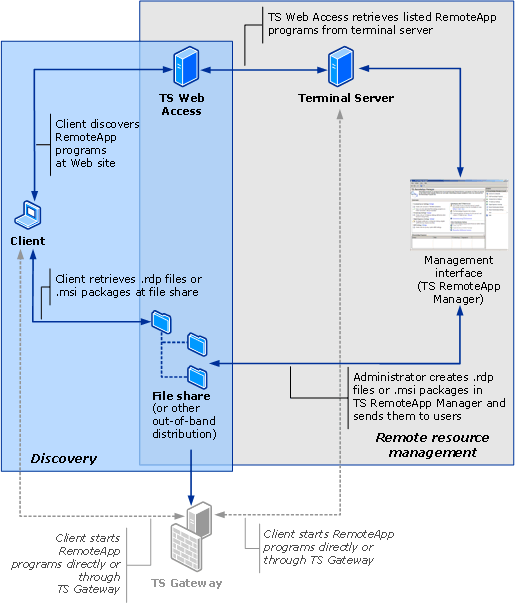 TS Web Access retrieves listed RemoteApp
programs from terminal server
TS Web
Access
Terminal Server
Client discovers
RemoteApp
programs
at Web site
Client
Management
interface
(TS RemoteApp
Manager)
Client retrieves .rdp files or
.msi packages at file share
File share
(or other
out-of-band
distribution)
Administrator creates .rdp
files or .msi packages in
TS RemoteApp Manager and
sends them to users
Discovery
Remote resource
management
Client starts
RemoteApp
programs directly or
through
TS Gateway
TS Gateway
Client starts RemoteApp
programs directly or
through TS Gateway